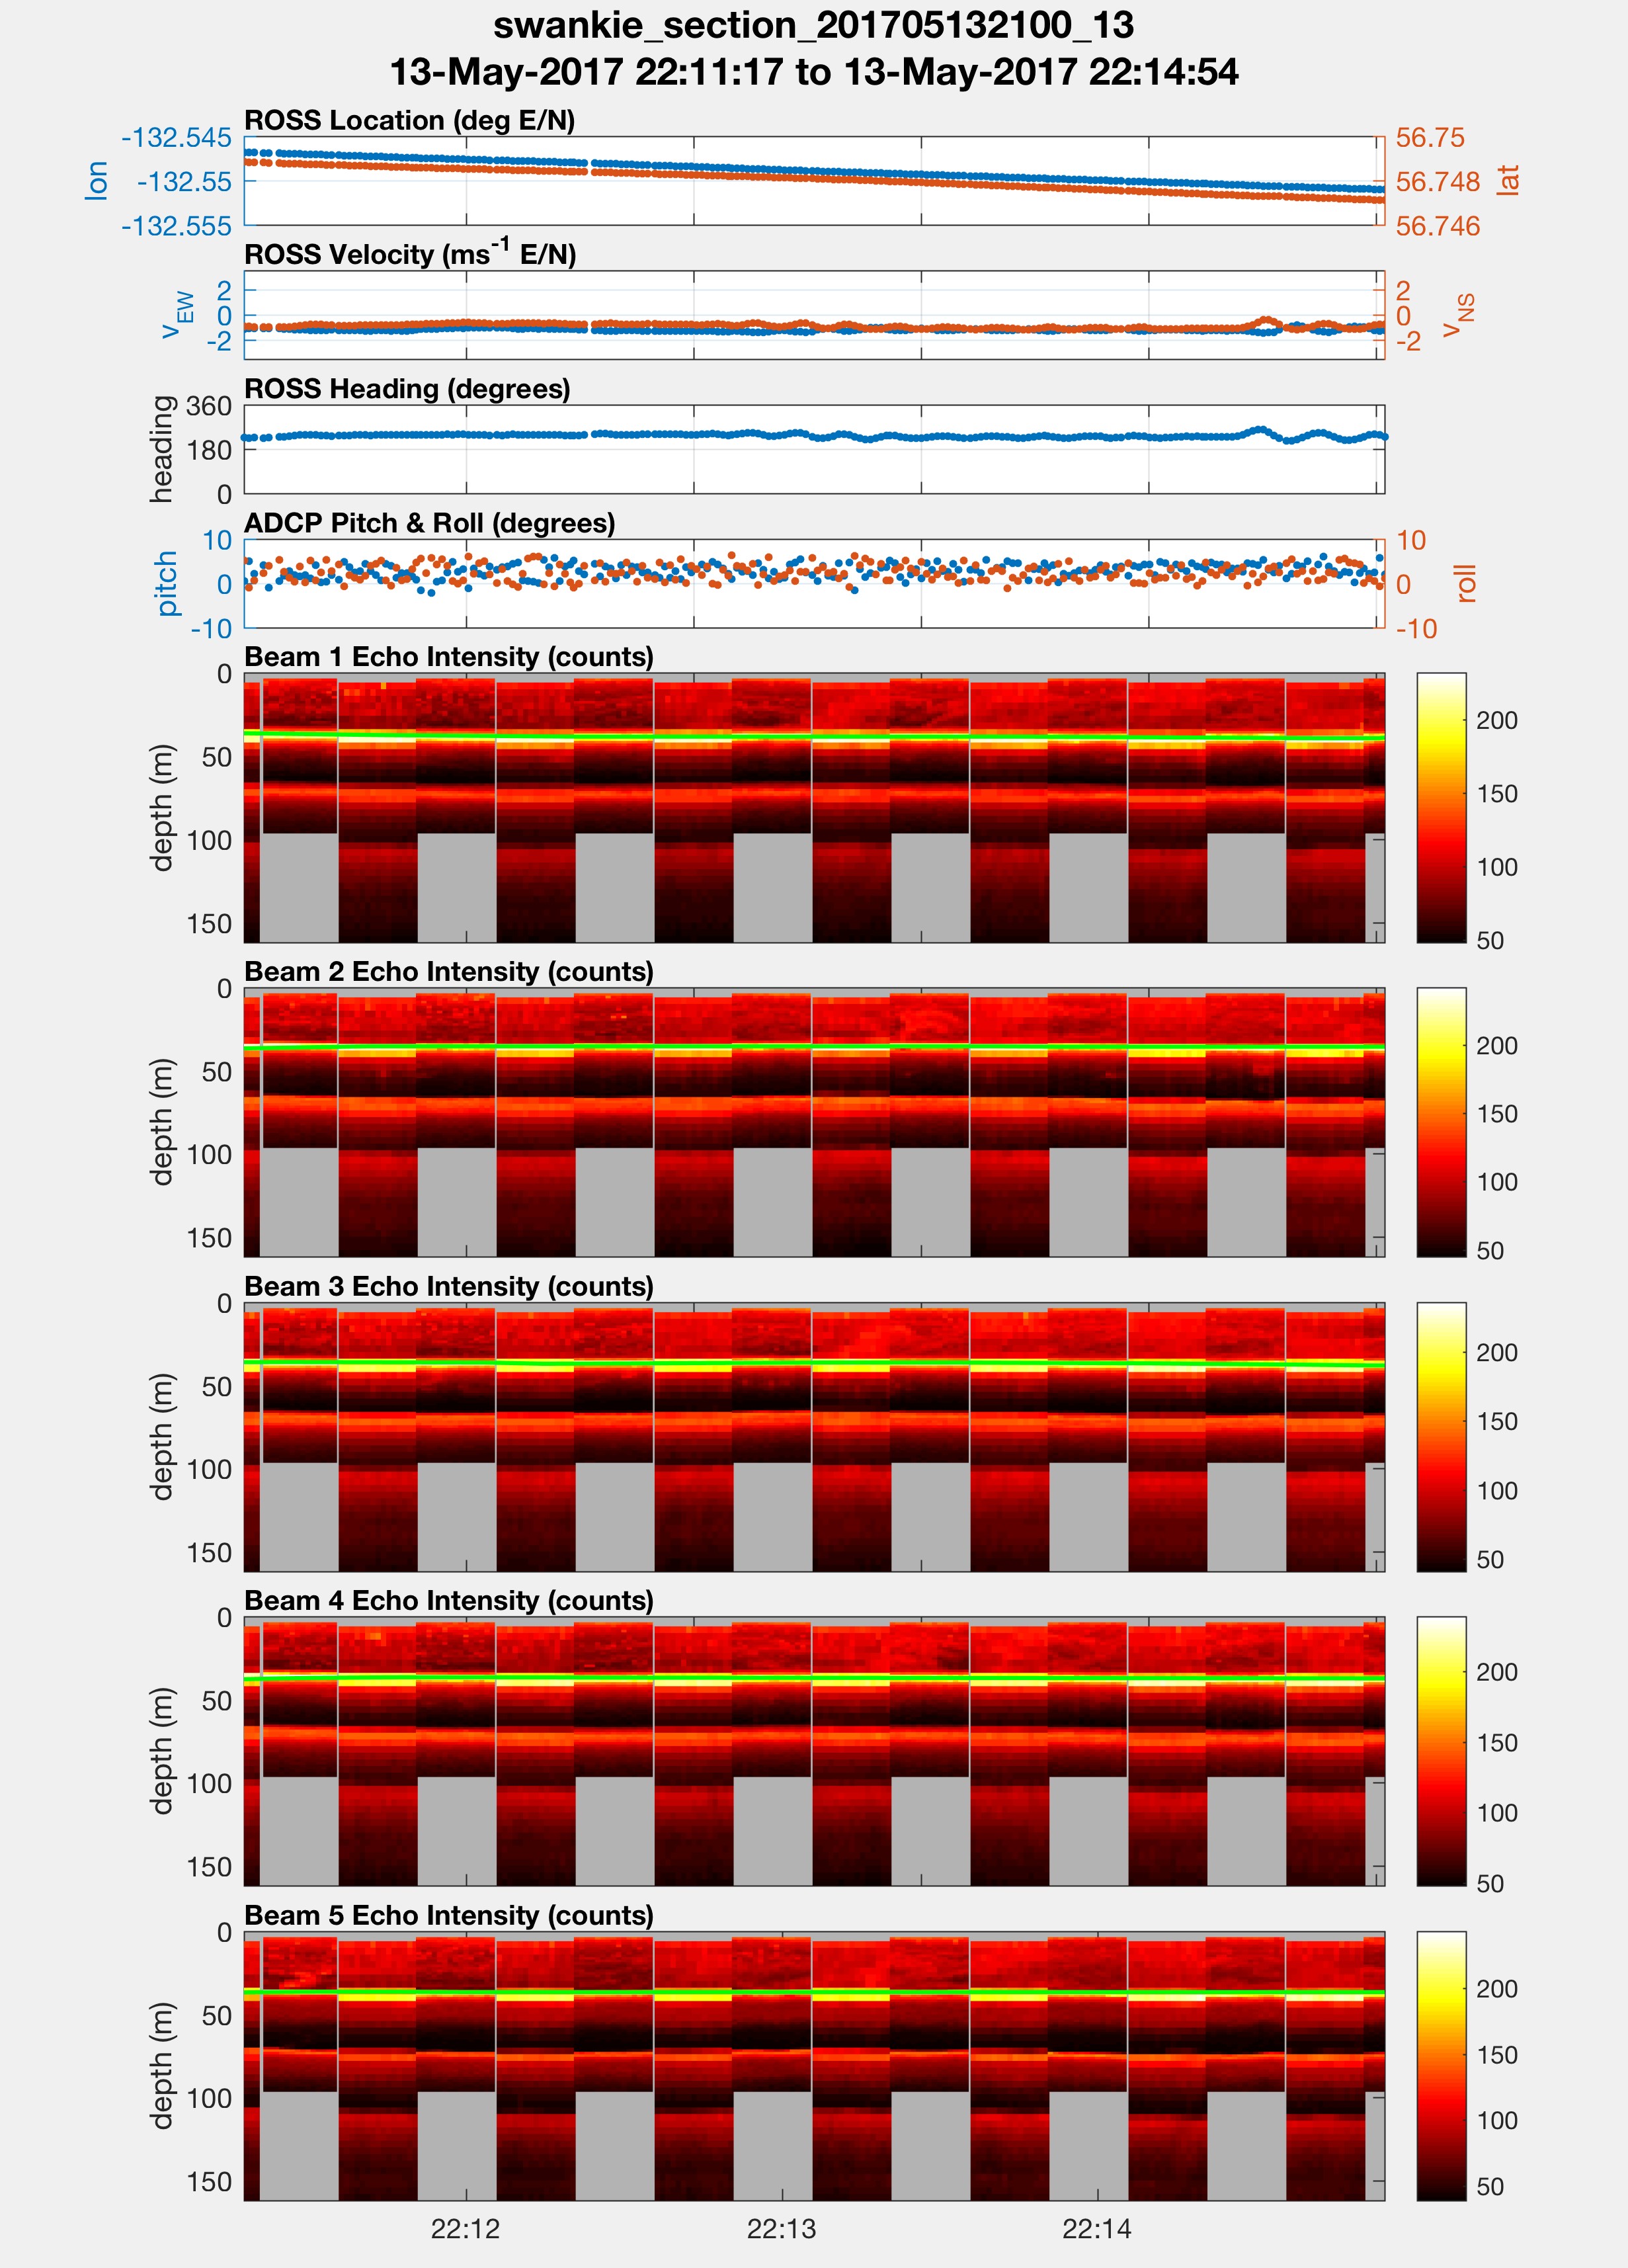 swankie_section_201705132100_13
13-May-2017 22:11:17 to 13-May-2017 22:14:54
ROSS Location (deg E/N)
-132.545
-132.55
-132.555
lon
56.75
56.748
56.746
lat
ROSS Velocity (ms-1 E/N)
2
0
-2
vEW
2
0
-2
vNS
ROSS Heading (degrees)
360
180
0
heading
ADCP Pitch & Roll (degrees)
10
0
-10
pitch
10
0
-10
roll
Beam 1 Echo Intensity (counts)
0
50
100
150
depth (m)
200
150
100
50
Beam 2 Echo Intensity (counts)
0
50
100
150
depth (m)
200
150
100
50
Beam 3 Echo Intensity (counts)
0
50
100
150
depth (m)
200
150
100
50
Beam 4 Echo Intensity (counts)
0
50
100
150
depth (m)
200
150
100
50
Beam 5 Echo Intensity (counts)
0
50
100
150
depth (m)
200
150
100
50
22:12 22:13 22:14